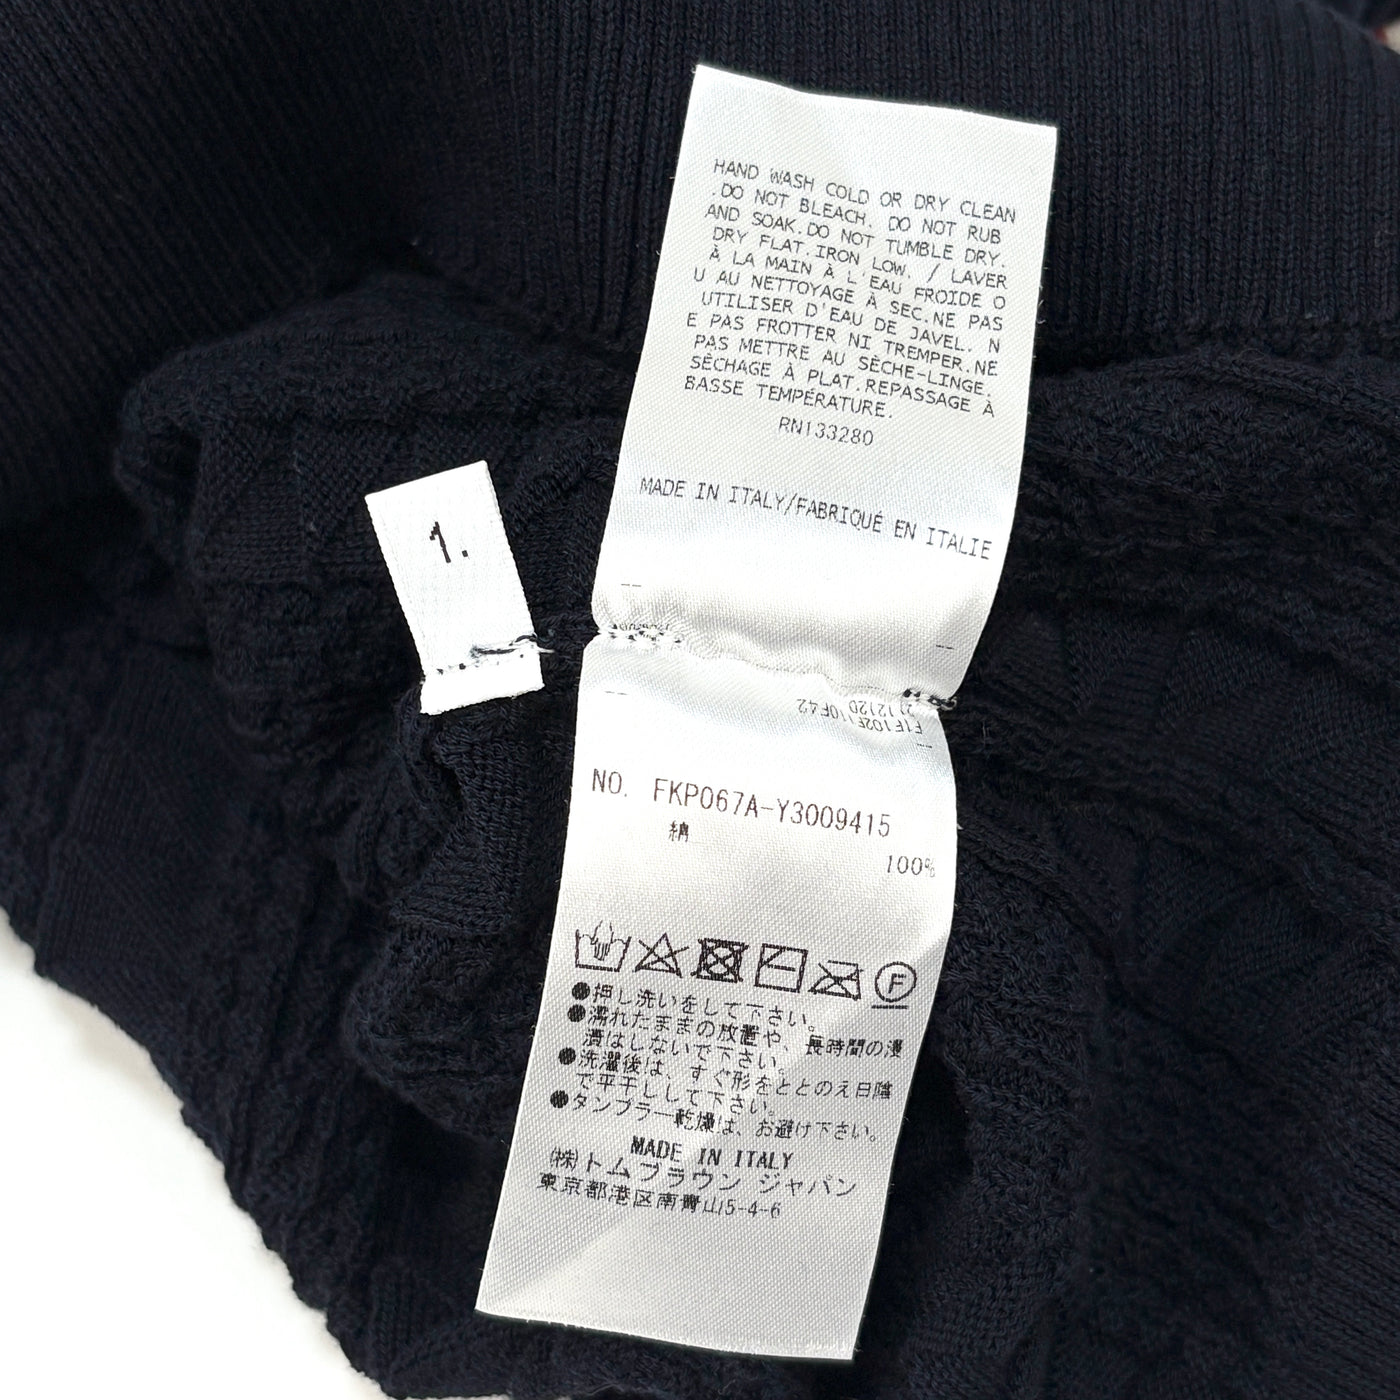 HAND WASH COLD OR DRY CLEAN
.DO NOT BLEACH. DO NOT RUB
AND SOAK.DO NOT TUMBLE DRY.
DRY FLAT.IRON LOW. / LAVER
À LA MAIN À L'EAU FROIDE O
U AU NETTOYAGE À SEC.NE PAS
UTILISER D'EAU DE JAVEL. N
E PAS FROTTER NI TREMPER.NE
PAS METTRE AU SÈCHE-LINGE.
SÉCHAGE À PLAT.REPASSAGE À
BASSE TEMPÉRATURE.
RN133280
MADE IN ITALY/FABRIQUÉ EN ITALIE
1.
NO. FKP067A-Y3009415
綿
100%
F
●押し洗いをして下さい。
●濡れたままの放置や、長時間の浸
漬はしないで下さい。
●洗濯後は、すぐ形をととのえ日陰
で平干しして下さい。
●タンブラー乾燥は、お避け下さい。
MADE IN ITALY
㈱トムブラウン ジャパン
東京都港区南青山5-4-6